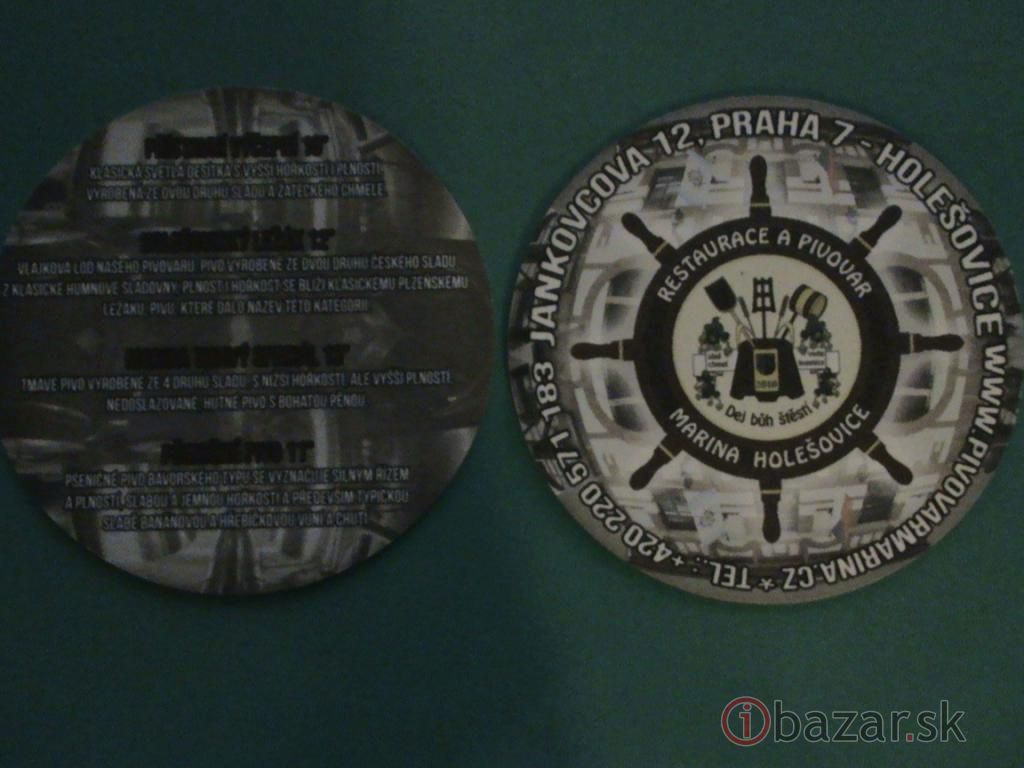 KLASICKÁ SVĚTLÁ DESÍTKA S VYŠŠÍ HOŘKOSTÍ I PLNOSTÍ.
VYROBENÁ ZE DVOU DRUHŮ SLADU A ŽATECKÉHO CHMELE.
12°
VLAJKOVÁ LOĎ NAŠEHO PIVOVARU. PIVO VYROBENÉ ZE DVOU DRUHŮ ČESKÉHO SLADU
Z KLASICKÉ HUMNOVÉ SLADOVNY. PLNOST I HOŘKOST SE BLÍŽÍ KLASICKÉMU PLZEŇSKÉMU
LEŽÁKU, PIVU, KTERÉ DALO NÁZEV TÉTO KATEGORII.
TMAVÉ PIVO VYROBENÉ ZE 4 DRUHŮ SLADU, S NIŽŠÍ HOŘKOSTÍ, ALE VYŠŠÍ PLNOSTÍ.
NEDOSLAZOVANÉ, HUTNÉ PIVO S BOHATOU PĚNOU.
11°
PŠENIČNÉ PIVO BAVORSKÉHO TYPU SE VYZNAČUJE SILNÝM ŘÍZEM
A PLNOSTÍ, SLABOU A JEMNOU HOŘKOSTÍ A PŘEDEVŠÍM TYPICKOU
SLABĚ BANÁNOVOU A HŘEBÍČKOVOU VŮNÍ A CHUTÍ.
JANKOVCOVA 12, PRAHA 7 - HOLEŠOVICE WWW.PIVOVARMARINA.CZ * TEL.: +420 220 571 183
RESTAURACE A PIVOVAR
Dej bůh štěstí
MARINA HOLEŠOVICE
ibazar.sk